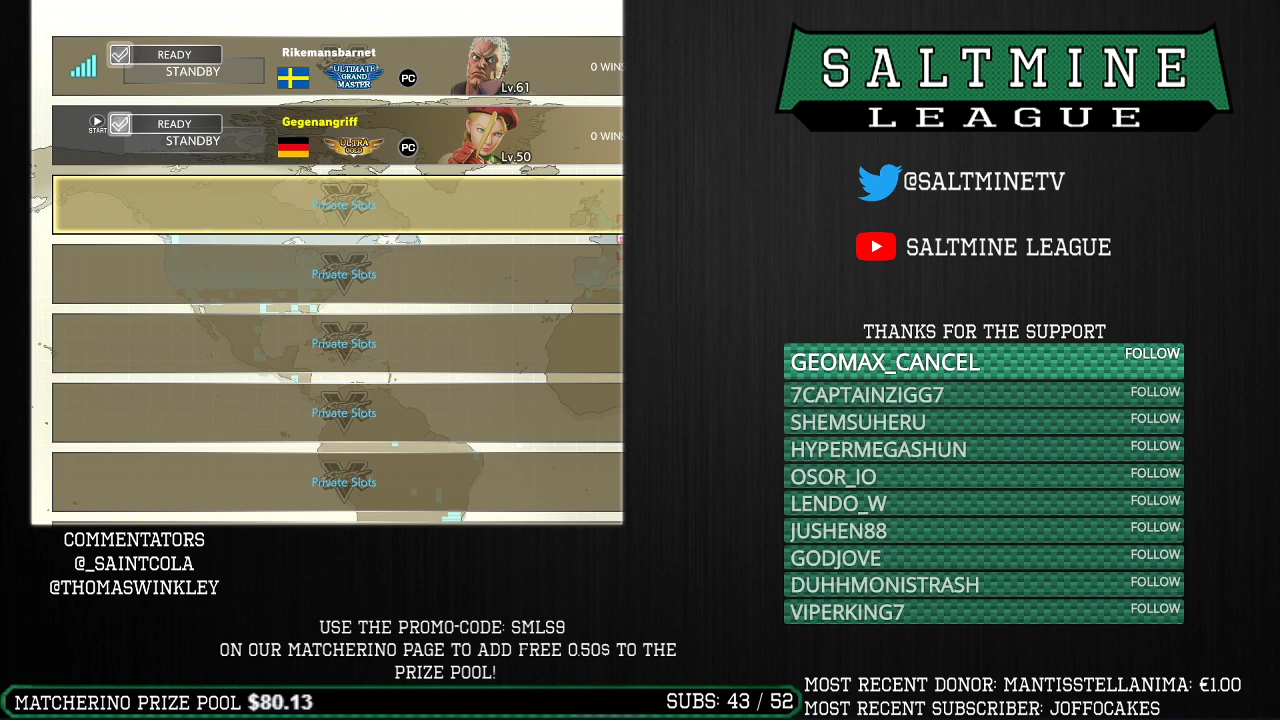 READY
STANDBY
Rikemansbarnet
ULTIMATE
GRAND
MASTER
PC
Lv.61
0 WINS
START
READY
STANDBY
Gegenangriff
ULTRA
GOLD
PC
Lv.50
0 WINS
Private Slots
Private Slots
Private Slots
Private Slots
Private Slots
COMMENTATORS
@_SAINTCOLA
@THOMASWINKLEY
USE THE PROMO-CODE: SMLS9
ON OUR MATCHERINO PAGE TO ADD FREE 0.50$ TO THE
PRIZE POOL!
MATCHERINO PRIZE POOL $80.13
SUBS: 43 / 52
SALTMINE
LEAGUE
@SALTMINETV
SALTMINE LEAGUE
THANKS FOR THE SUPPORT
GEOMAX_CANCEL FOLLOW
7CAPTAINZIGG7 FOLLOW
SHEMSUHERU FOLLOW
HYPERMEGASHUN FOLLOW
OSOR_IO FOLLOW
LENDO_W FOLLOW
JUSHEN88 FOLLOW
GODJOVE FOLLOW
DUHHMONISTRASH FOLLOW
VIPERKING7 FOLLOW
MOST RECENT DONOR: MANTISSTELLANIMA: €1.00
MOST RECENT SUBSCRIBER: JOFFOCAKES